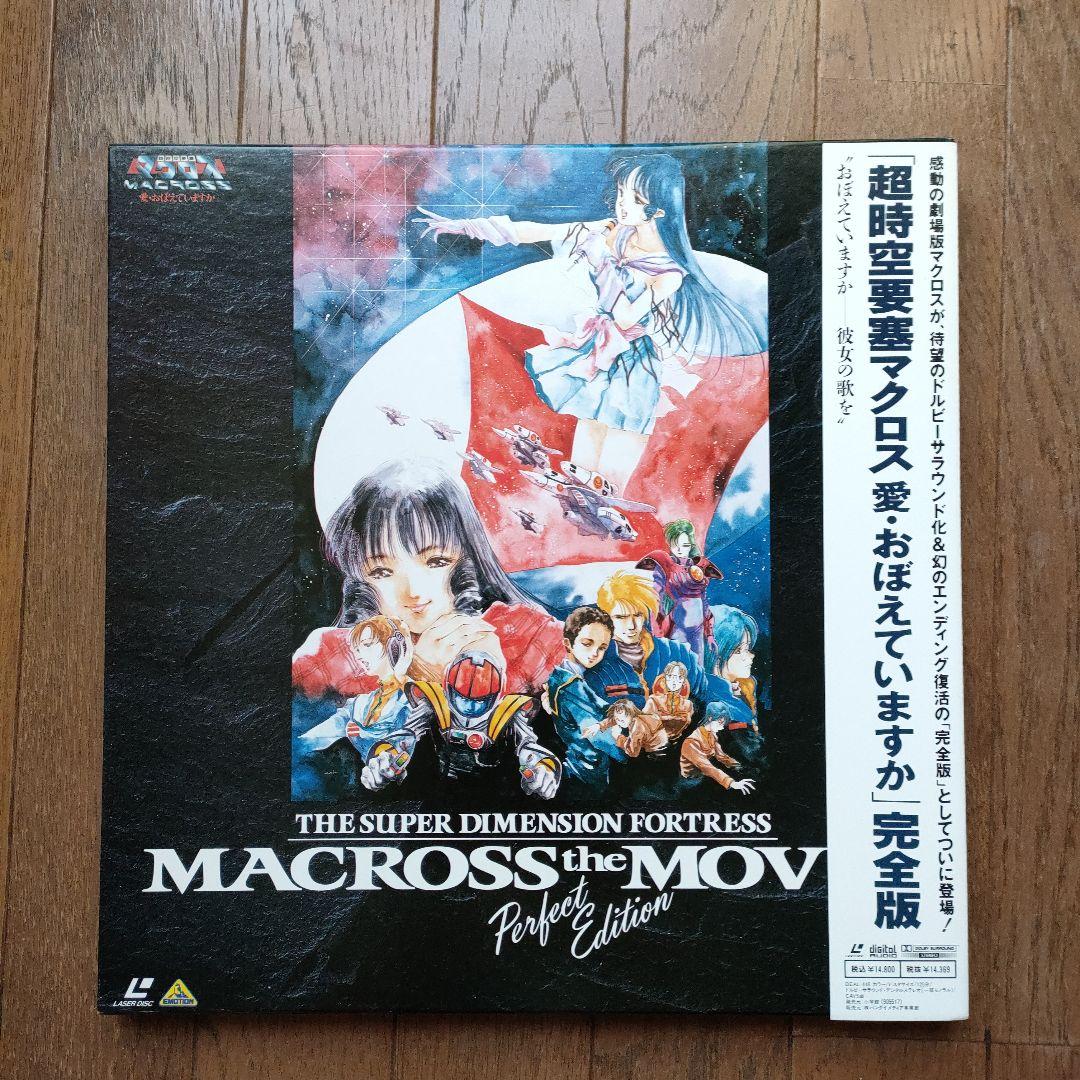 マクロス
MACROSS
愛・おぼえていますか
THE SUPER DIMENSION FORTRESS
MACROSS the MOV
Perfect
Edition
LASER DISC
EMOTION
感動の劇場版マクロスが、待望のドルビーサラウンド化&幻のエンディング復活の「完全版」としてついに登場!
「超時空要塞マクロス 愛・おぼえていますか」完全版
"おぼえていますか——彼女の歌を"
digital
AUDIO
DOLBY SURROUND
税込¥14,800
税抜¥14,369